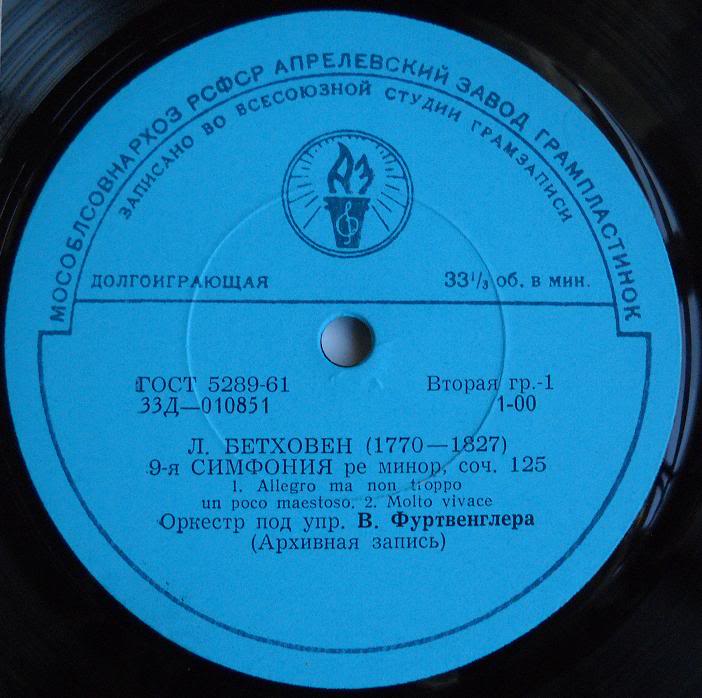 МОСОБЛСОВНАРХОЗ РСФСР АПРЕЛЕВСКИЙ ЗАВОД ГРАМПЛАСТИНОК
ЗАПИСАНО ВО ВСЕСОЮЗНОЙ СТУДИИ ГРАМЗАПИСИ
АЗ
ДОЛГОИГРАЮЩАЯ 33⅓ об. в мин.
ГОСТ 5289-61 Вторая гр.-1
33Д—010851 1-00
Л. БЕТХОВЕН (1770—1827)
9-я СИМФОНИЯ ре минор, соч. 125
1. Allegro ma non troppo
un poco maestoso. 2. Molto vivace
Оркестр под упр. В. Фуртвенглера
(Архивная запись)